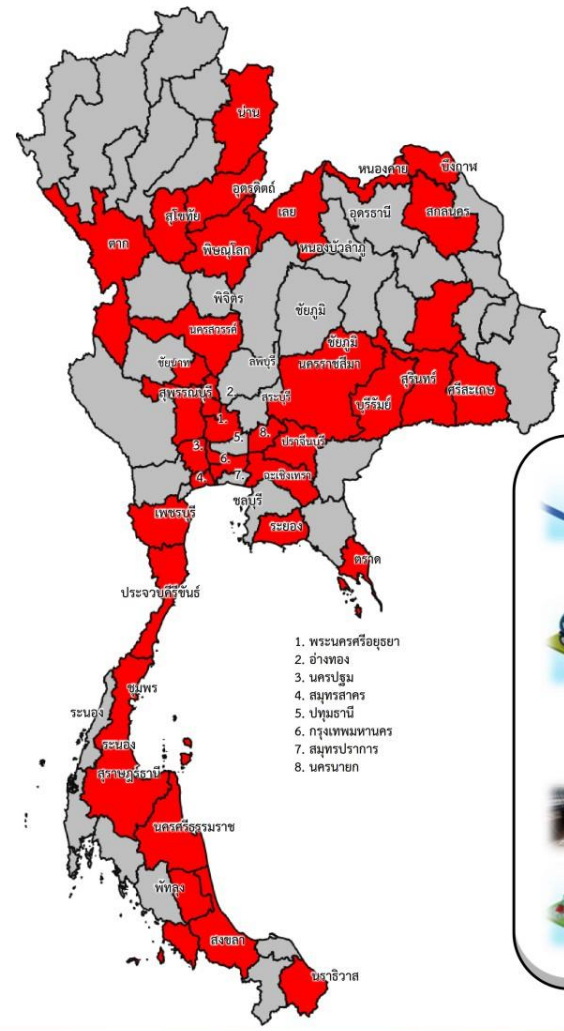 น่าน
หนองคาย
บึงกาฬ
อุตรดิตถ์
เลย
อุดรธานี
สุโขทัย
สกลนคร
ตาก
พิษณุโลก
หนองบัวลำภู
พิจิตร
ชัยภูมิ
นครสวรรค์
ชัยภูมิ
ชัยนาท
ลพบุรี
นครราชสีมา
สุรินทร์
สุพรรณบุรี
2.
สระบุรี
บุรีรัมย์
ศรีสะเกษ
1.
5.
8.
ปราจีนบุรี
3.
6.
ฉะเชิงเทรา
4.
7.
ชลบุรี
เพชรบุรี
ระยอง
ตราด
ประจวบคีรีขันธ์
1. พระนครศรีอยุธยา
2. อ่างทอง
3. นครปฐม
4. สมุทรสาคร
5. ปทุมธานี
6. กรุงเทพมหานคร
7. สมุทรปราการ
8. นครนายก
ชุมพร
ระนอง
ระนอง
สุราษฎร์ธานี
นครศรีธรรมราช
พัทลุง
สงขลา
นราธิวาส